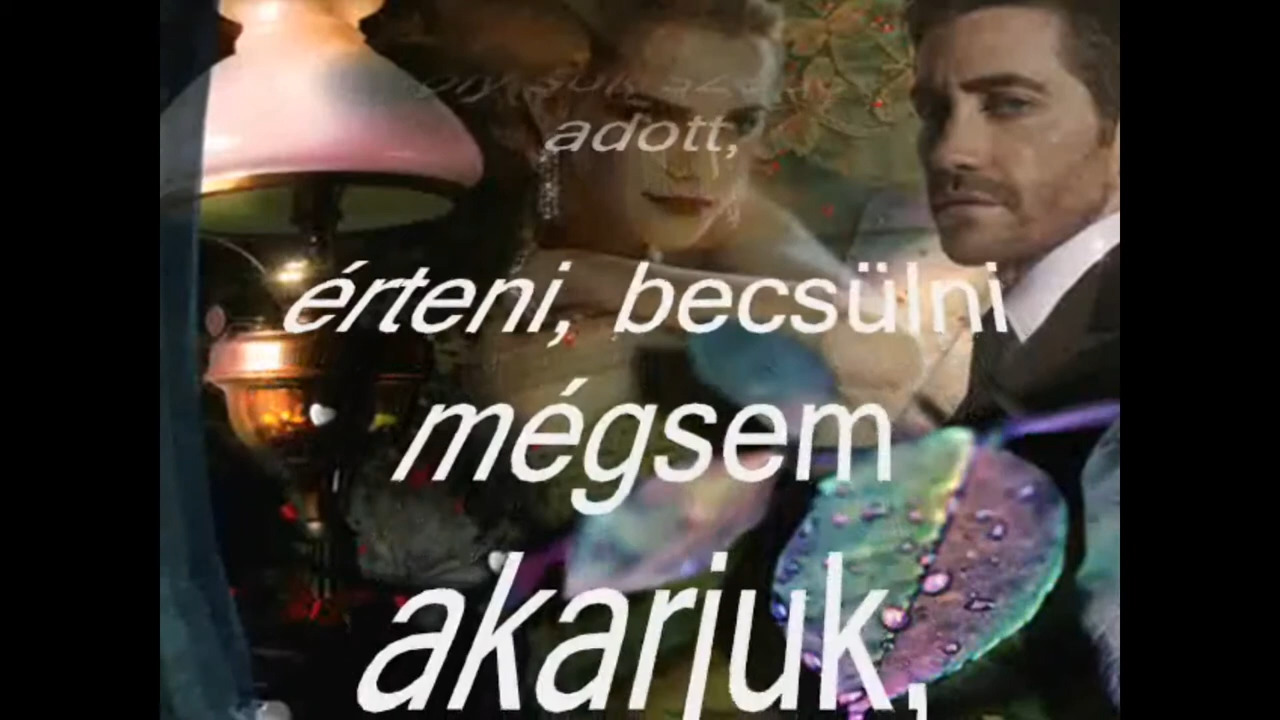 adott,
érteni, becsülni
mégsem
akarjuk,